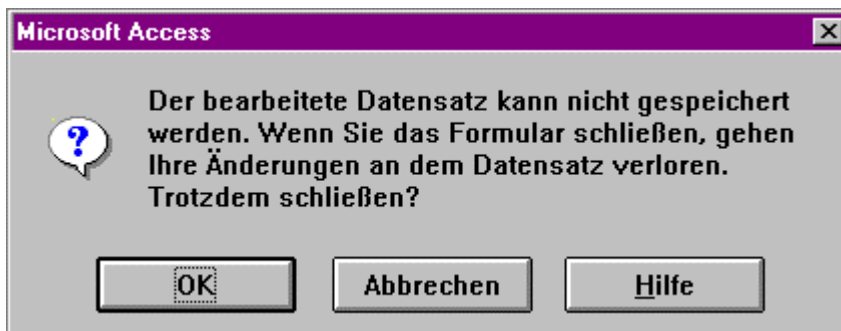 Microsoft Access
Der bearbeitete Datensatz kann nicht gespeichert
werden. Wenn Sie das Formular schließen, gehen
Ihre Änderungen an dem Datensatz verloren.
Trotzdem schließen?
OK
Abbrechen
Hilfe